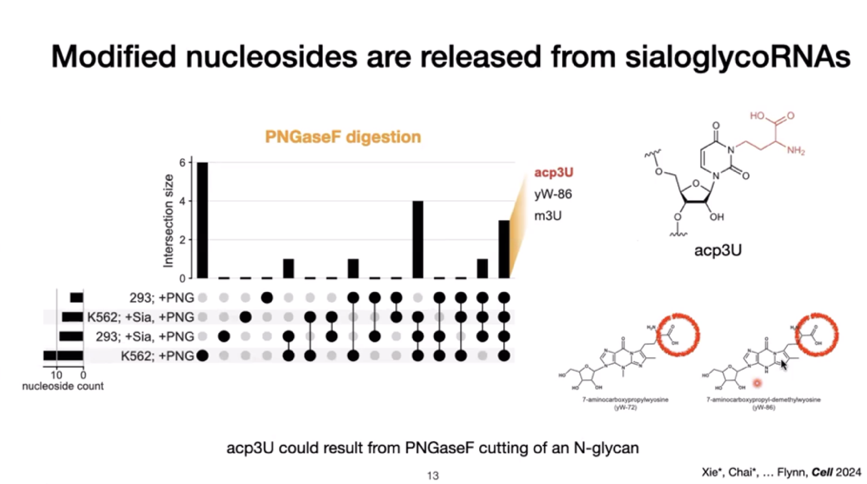 Modified nucleosides are released from sialoglycoRNAs
PNGaseF digestion
Intersection size
6
4
2
0
acp3U
yW-86
m3U
293; +PNG
K562; +Sia, +PNG
293; +Sia, +PNG
K562; +PNG
10 0
nucleoside count
HO
O
O
N
NH₂
N
O
O
O
O
OH
acp3U
7-aminocarboxypropylwyosine
(yW-72)
7-aminocarboxypropyl-demethylwyosine
(yW-86)
acp3U could result from PNGaseF cutting of an N-glycan
13
Xie*, Chai*, … Flynn, Cell 2024